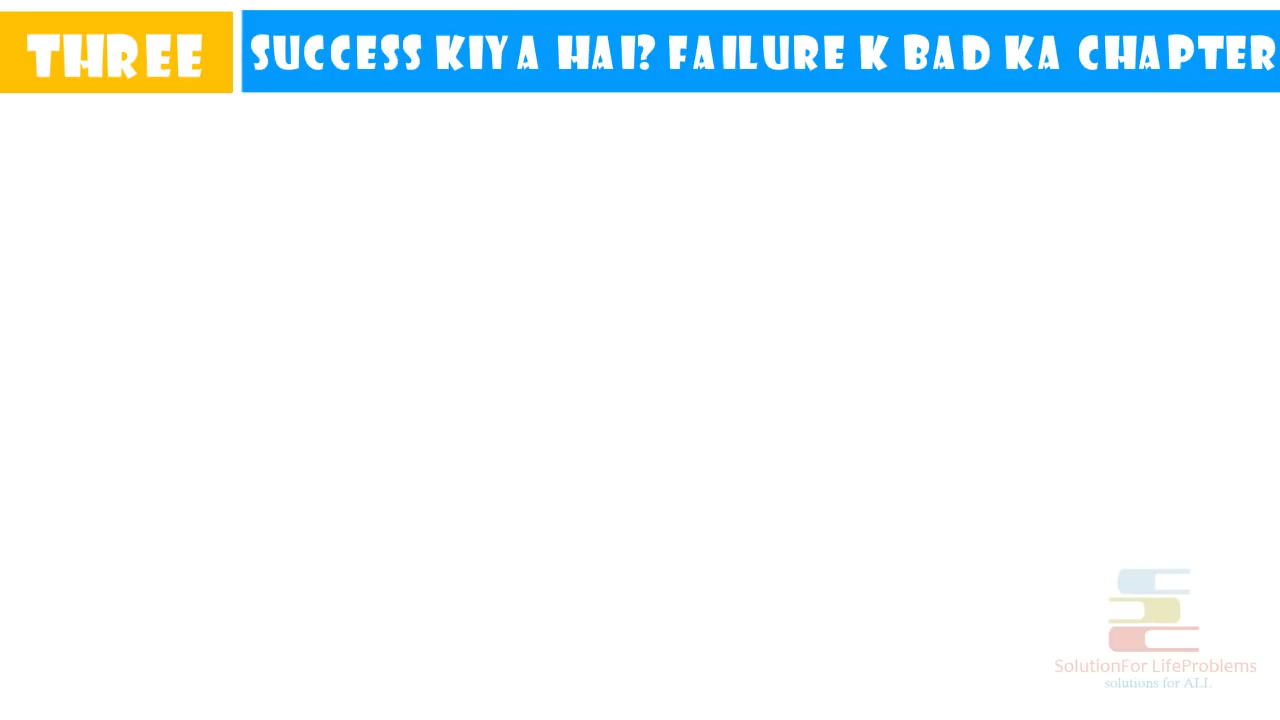 THREE
SUCCESS KIYA HAI? FAILURE K BAD KA CHAPTER
SolutionFor LifeProblems
solutions for ALL